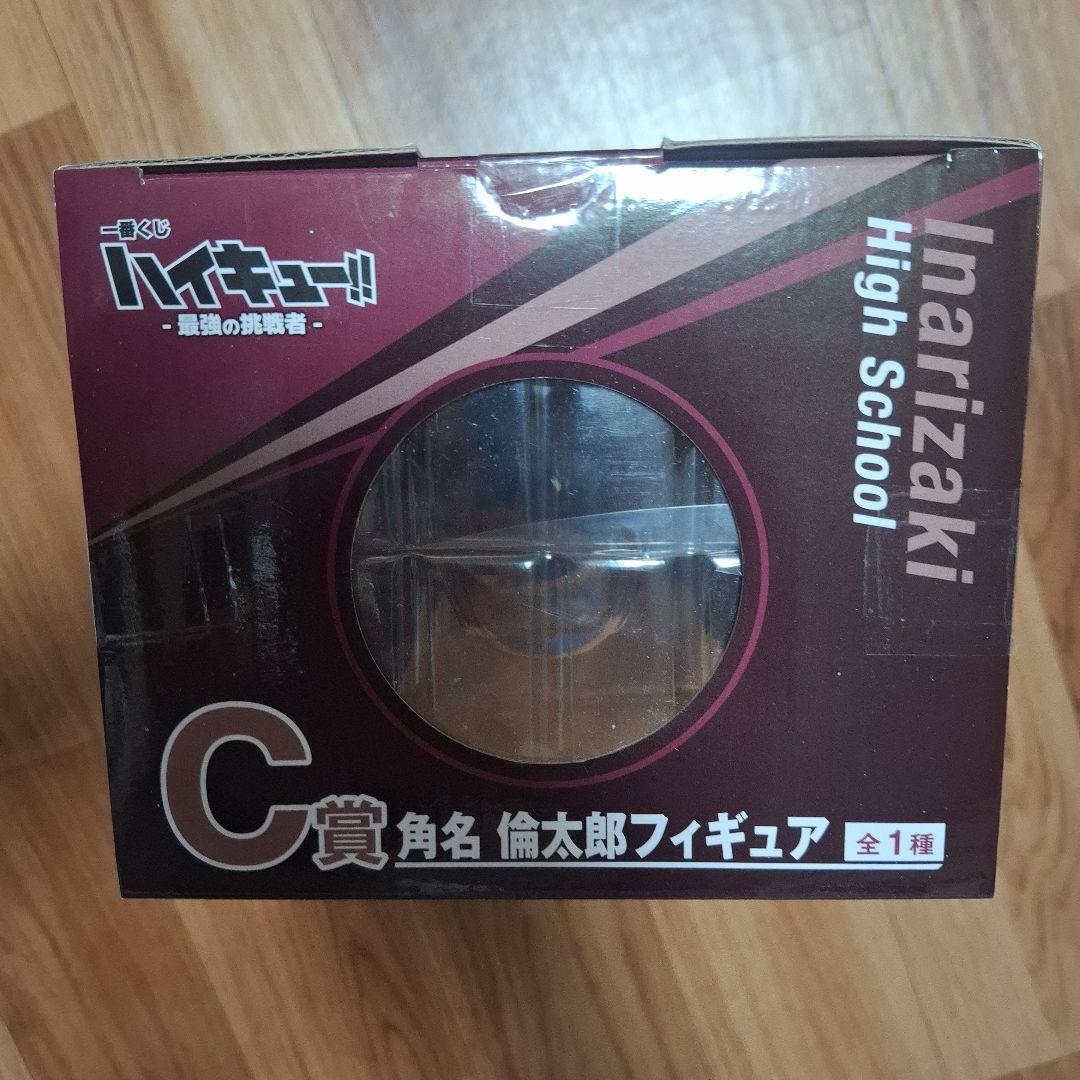 一番くじ
ハイキュー!!
- 最強の挑戦者 -
Inarizaki
High School
C賞 角名 倫太郎フィギュア 全1種